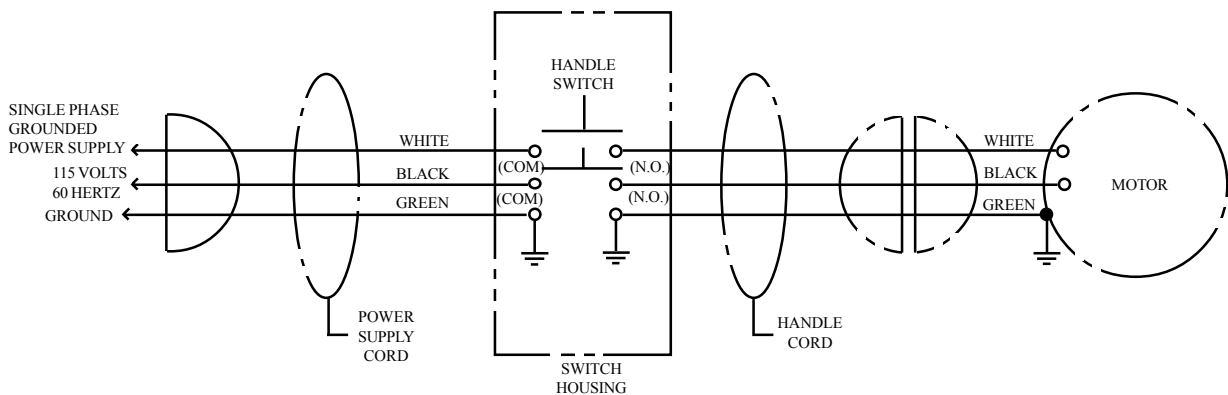 HANDLE
SWITCH
SINGLE PHASE
GROUNDED
POWER SUPPLY
115 VOLTS
60 HERTZ
GROUND
WHITE
BLACK
GREEN
(COM)
(COM)
(N.O.)
(N.O.)
WHITE
BLACK
GREEN
MOTOR
POWER
SUPPLY
CORD
HANDLE
CORD
SWITCH
HOUSING